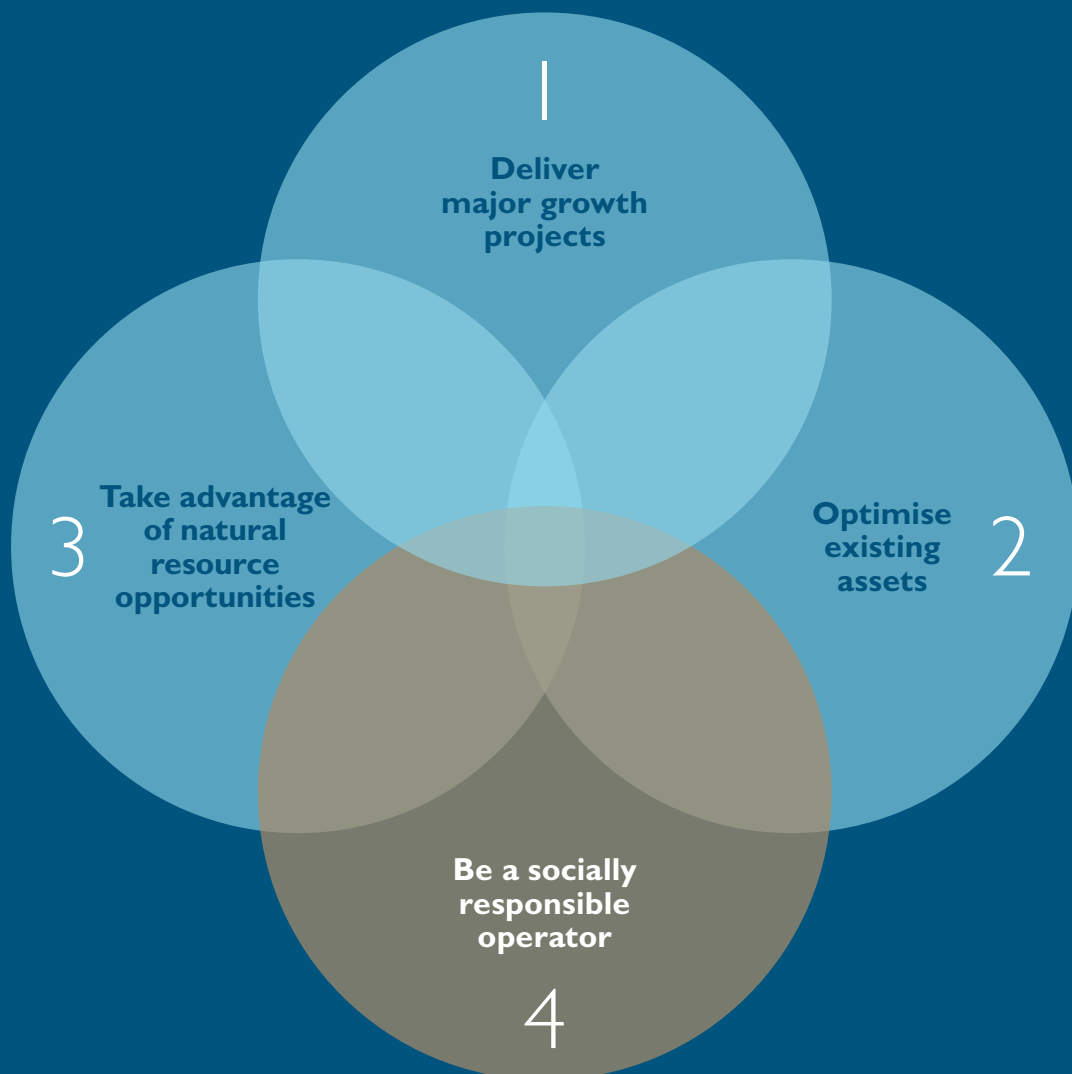 1
Deliver
major growth
projects
Optimise
existing
assets
2
3
Take advantage
of natural
resource
opportunities
Be a socially
responsible
operator
4